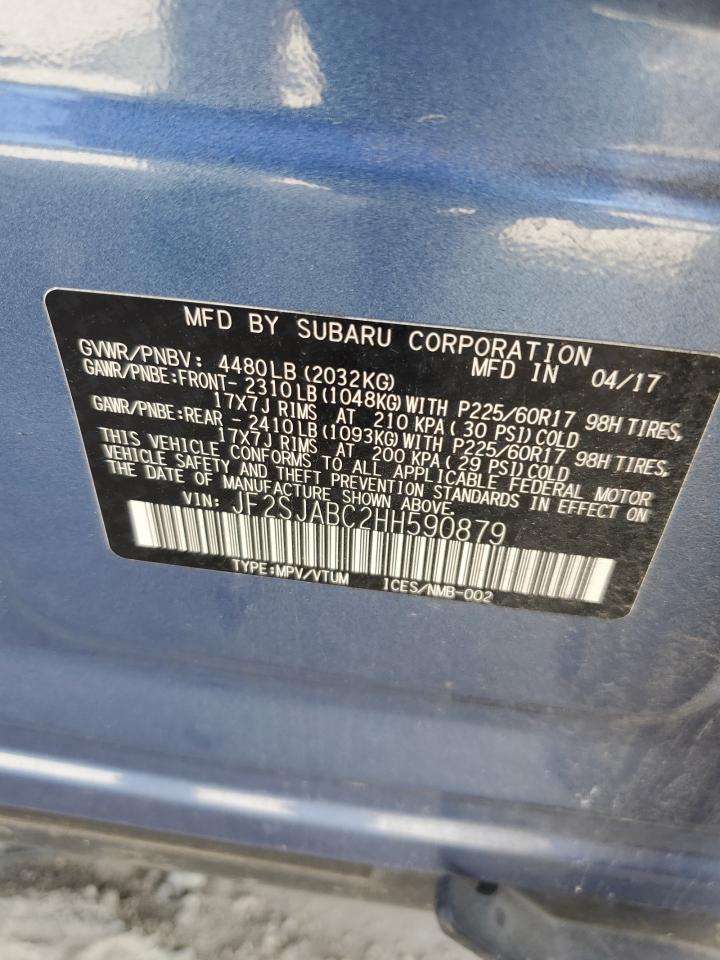 MFD BY SUBARU CORPORATION
GVWR/PNBV: 4480LB(2032KG) MFD IN 04/17
GAWR/PNBE:FRONT- 2310LB(1048KG)WITH P225/60R17 98H TIRES,
17X7J RIMS AT 210 KPA(30 PSI)COLD
GAWR/PNBE:REAR - 2410LB(1093KG)WITH P225/60R17 98H TIRES,
17X7J RIMS AT 200 KPA(29 PSI)COLD
THIS VEHICLE CONFORMS TO ALL APPLICABLE FEDERAL MOTOR
VEHICLE SAFETY AND THEFT PREVENTION STANDARDS IN EFFECT ON
THE DATE OF MANUFACTURE SHOWN ABOVE.
VIN: JF2SJABC2HH590879
TYPE:MPV/VTUM ICES/NMB-002